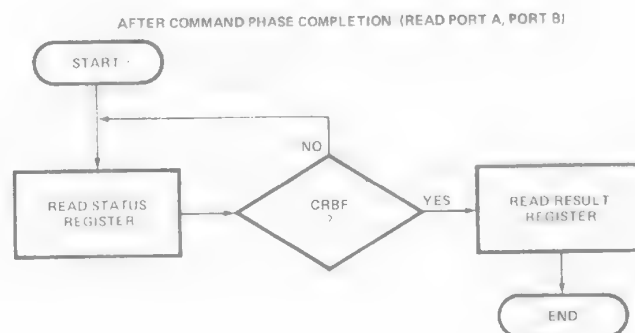 AFTER COMMAND PHASE COMPLETION (READ PORT A, PORT B)
START
NO
READ STATUS
REGISTER
CRBF
?
YES
READ RESULT
REGISTER
END